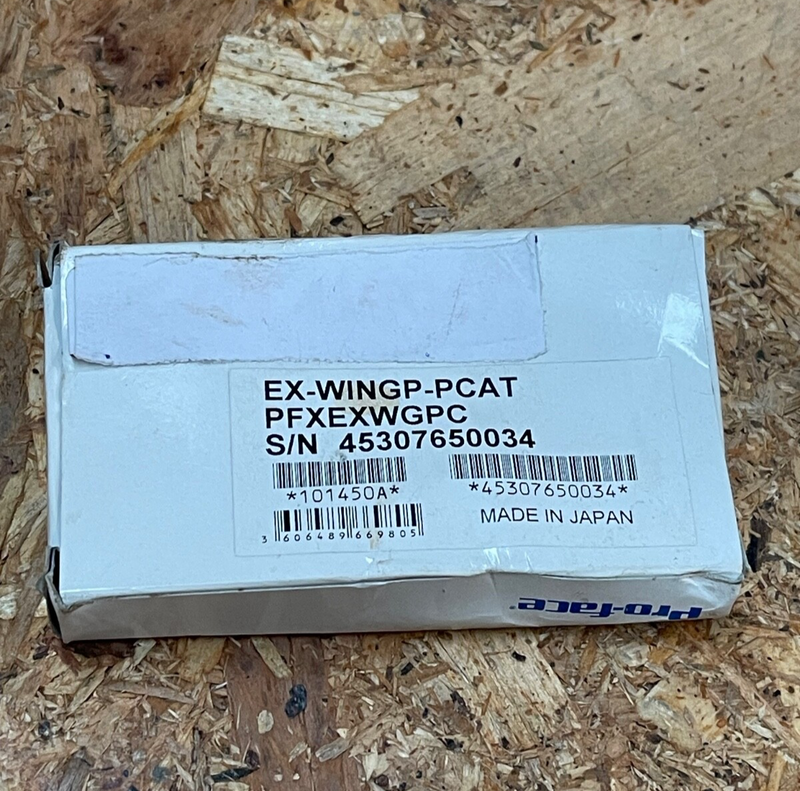 EX-WINGP-PCAT
PFXEXWGPC
S/N 45307650034
*101450A* *45307650034*
3 606489 669805 MADE IN JAPAN
Pro-face